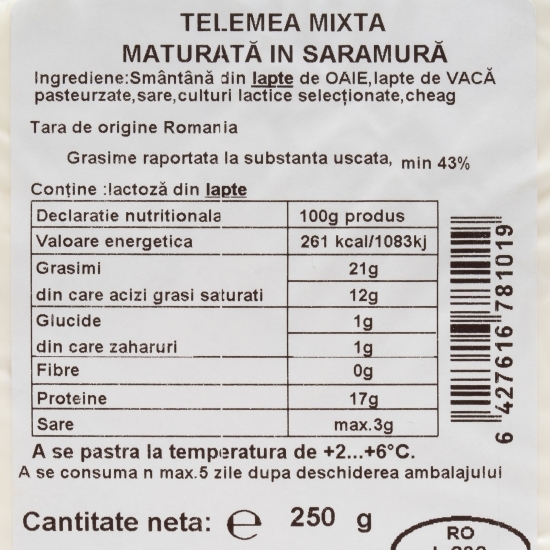 TELEMEA MIXTA
MATURATĂ IN SARAMURĂ
Ingrediene:Smântână din lapte de OAIE,lapte de VACĂ
pasteurzate,sare,culturi lactice selecționate,cheag
Tara de origine Romania
Grasime raportata la substanta uscata, min 43%
Conține :lactoză din lapte
Declaratie nutritionala 100g produs
Valoare energetica 261 kcal/1083kj
Grasimi 21g
din care acizi grasi saturati 12g
Glucide 1g
din care zaharuri 1g
Fibre 0g
Proteine 17g
Sare max.3g
6 427616 781019
A se pastra la temperatura de +2...+6°C.
A se consuma n max.5 zile dupa deschiderea ambalajului
Cantitate neta: e 250 g
RO